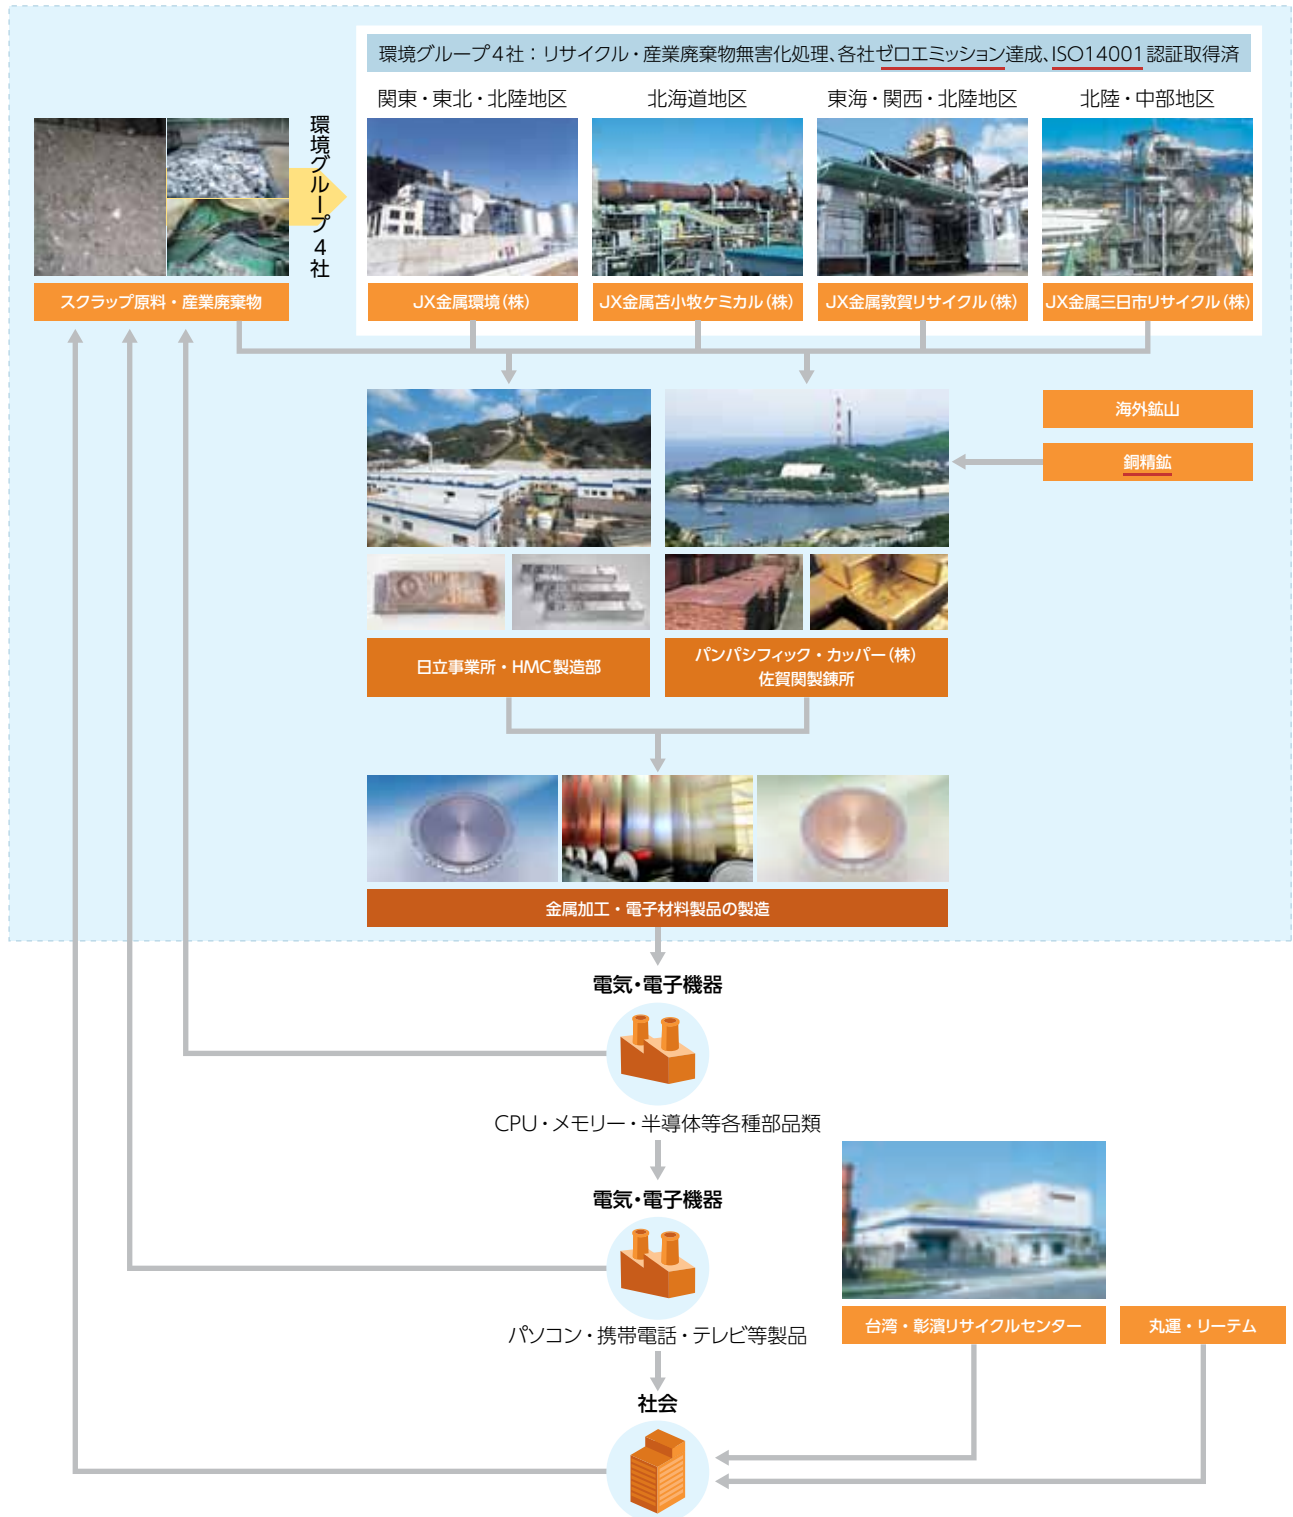 環境グループ4社：リサイクル・産業廃棄物無害化処理、各社ゼロエミッション達成、ISO14001認証取得済
関東・東北・北陸地区
北海道地区
東海・関西・北陸地区
北陸・中部地区
環境グループ4社
スクラップ原料・産業廃棄物
JX金属環境（株）
JX金属苫小牧ケミカル（株）
JX金属敦賀リサイクル（株）
JX金属三日市リサイクル（株）
海外鉱山
銅精鉱
日立事業所・HMC製造部
パンパシフィック・カッパー（株）
佐賀関製錬所
金属加工・電子材料製品の製造
電気・電子機器
CPU・メモリー・半導体等各種部品類
電気・電子機器
パソコン・携帯電話・テレビ等製品
台湾・彰濱リサイクルセンター
丸運・リーテム
社会